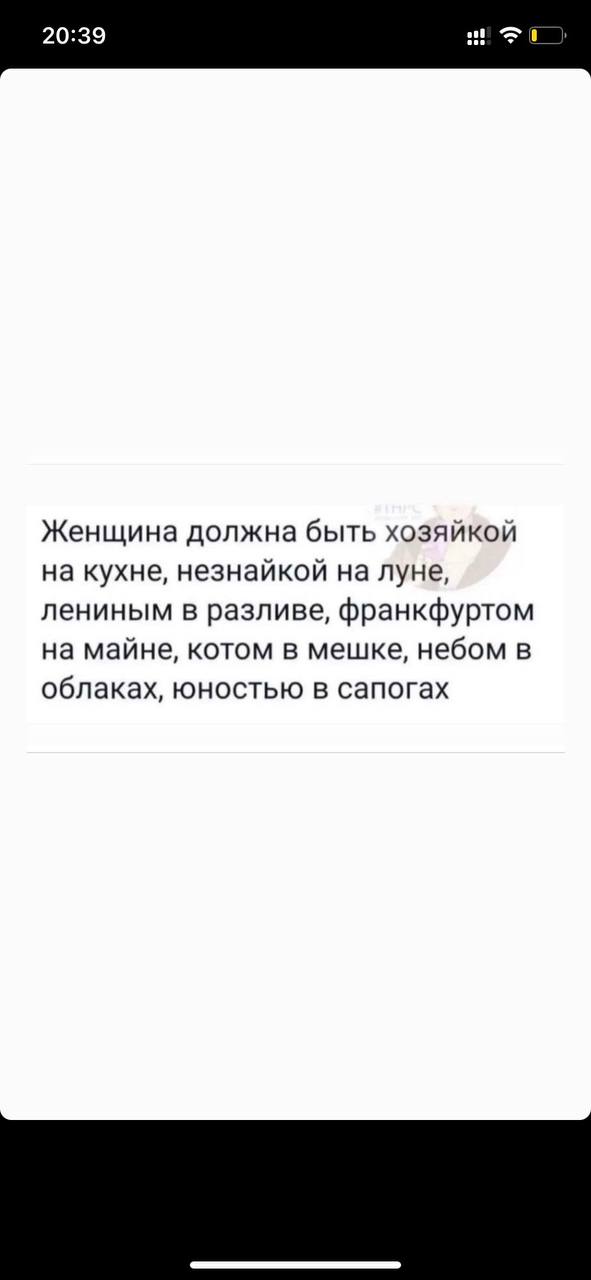 20:39
Женщина должна быть хозяйкой
на кухне, незнайкой на луне,
лениным в разливе, франкфуртом
на майне, котом в мешке, небом в
облаках, юностью в сапогах